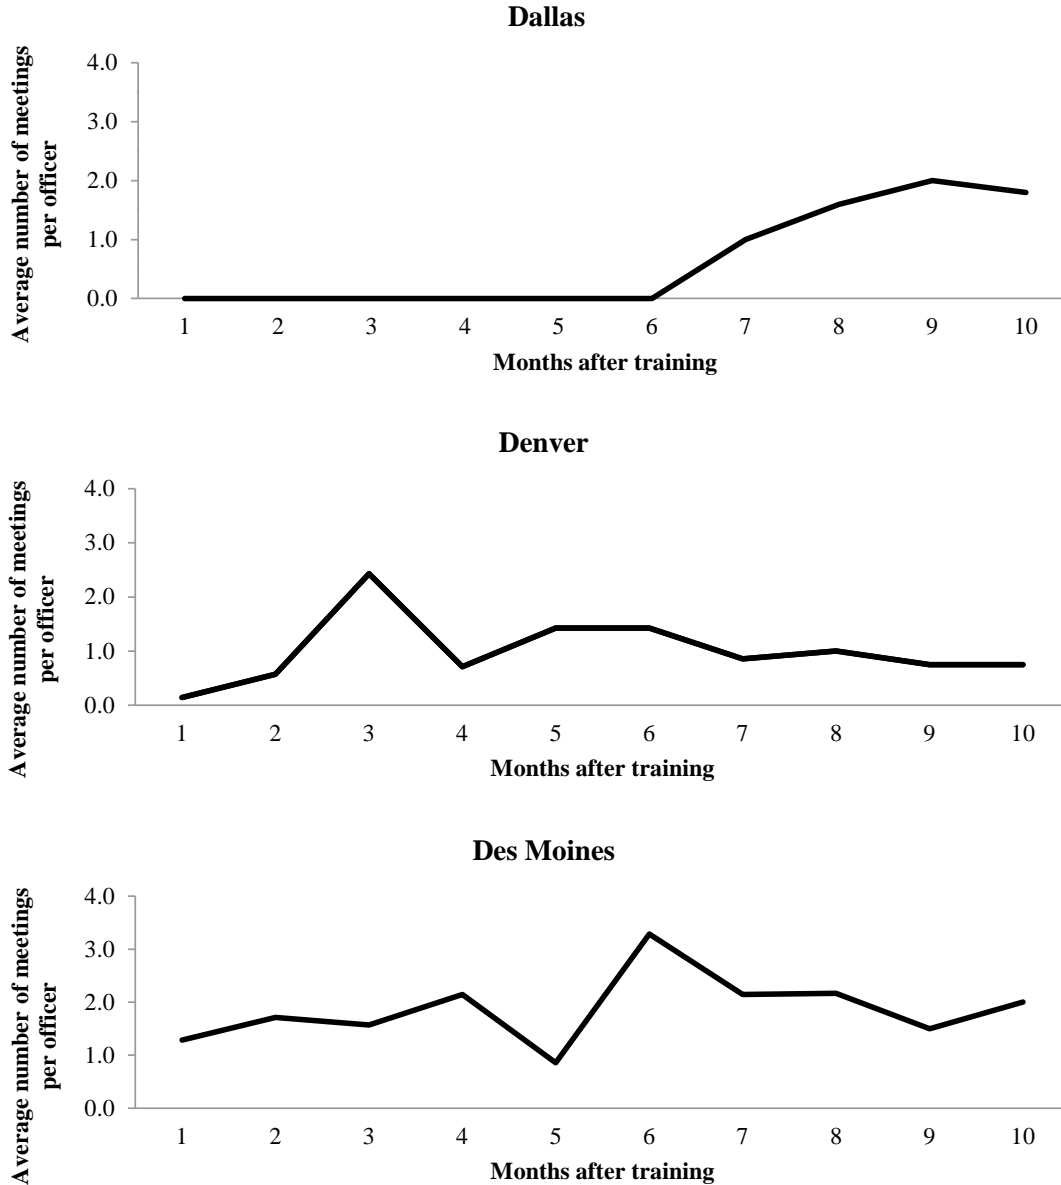 Dallas
Average number of meetings
per officer
4.0
3.0
2.0
1.0
0.0
1 2 3 4 5 6 7 8 9 10
Months after training
Denver
Average number of meetings
per officer
4.0
3.0
2.0
1.0
0.0
1 2 3 4 5 6 7 8 9 10
Months after training
Des Moines
Average number of meetings
per officer
4.0
3.0
2.0
1.0
0.0
1 2 3 4 5 6 7 8 9 10
Months after training